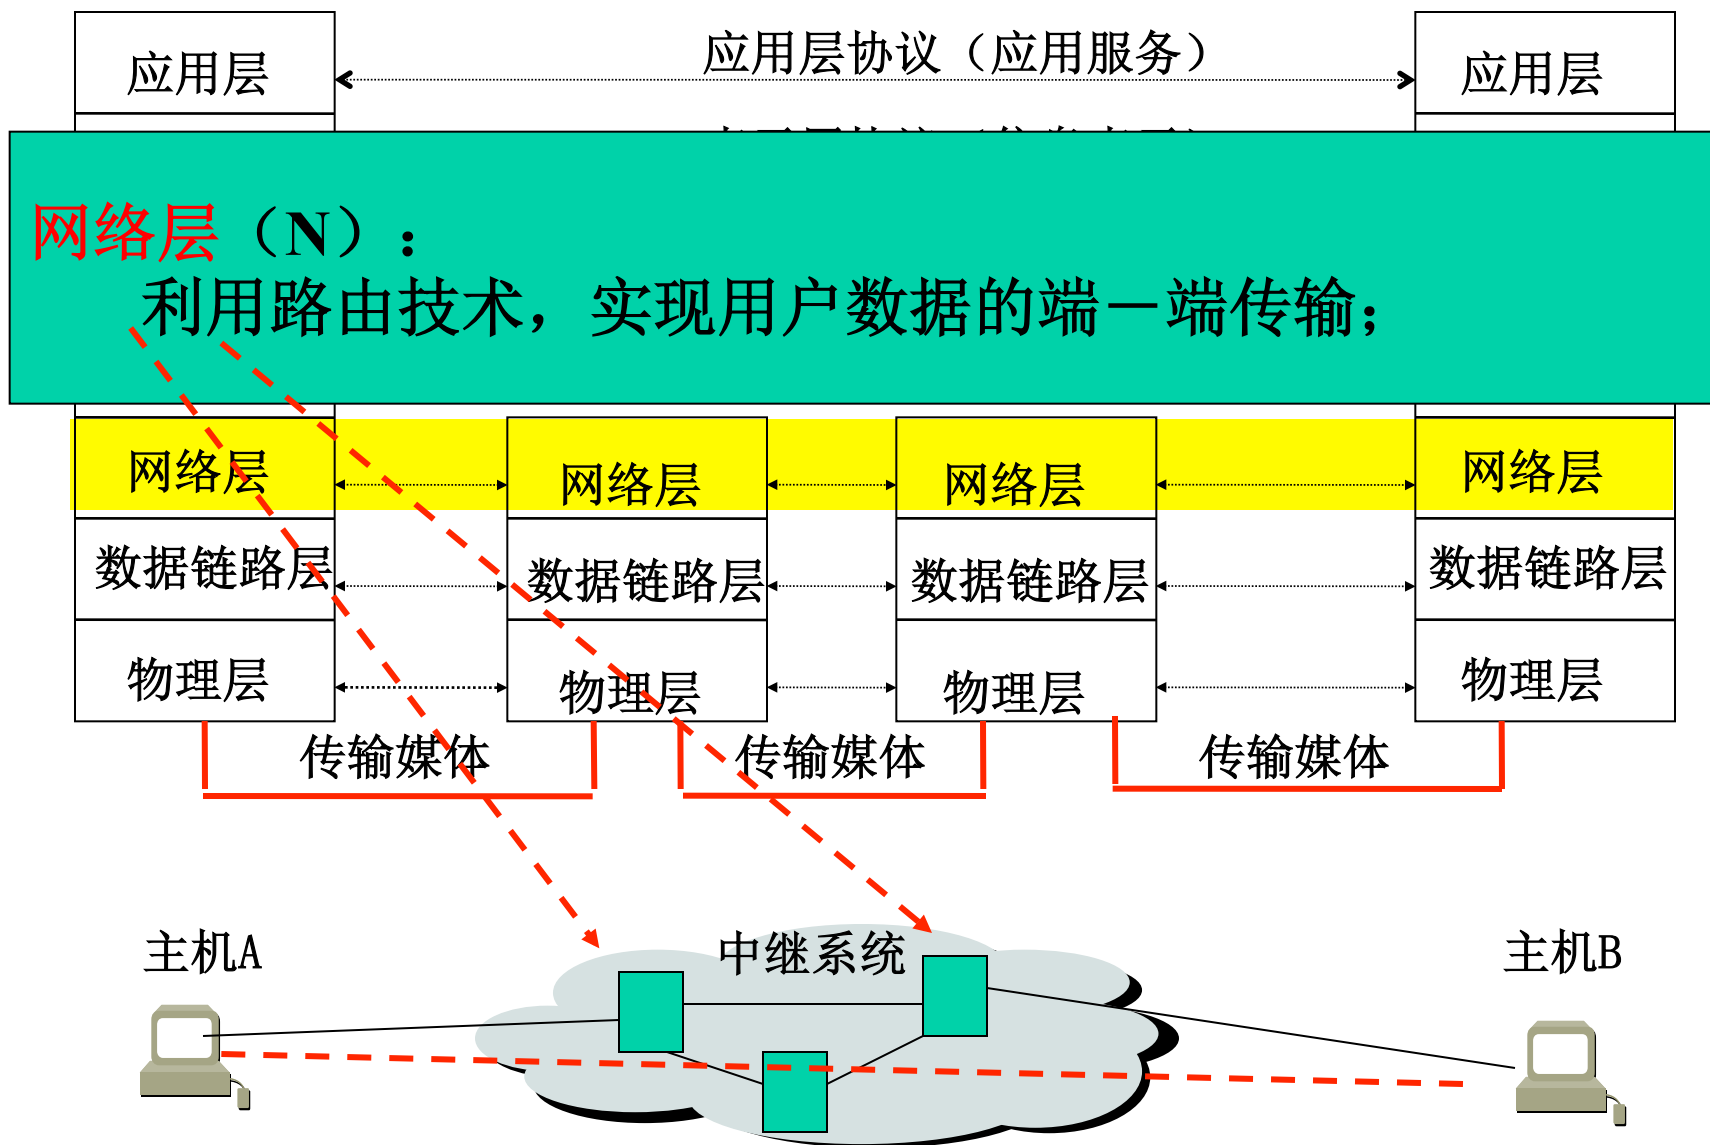 应用层
应用层协议（应用服务）
应用层
网络层（N）：
利用路由技术，实现用户数据的端－端传输；
网络层
网络层
网络层
网络层
数据链路层
数据链路层
数据链路层
数据链路层
物理层
物理层
物理层
物理层
传输媒体
传输媒体
传输媒体
主机A
中继系统
主机B